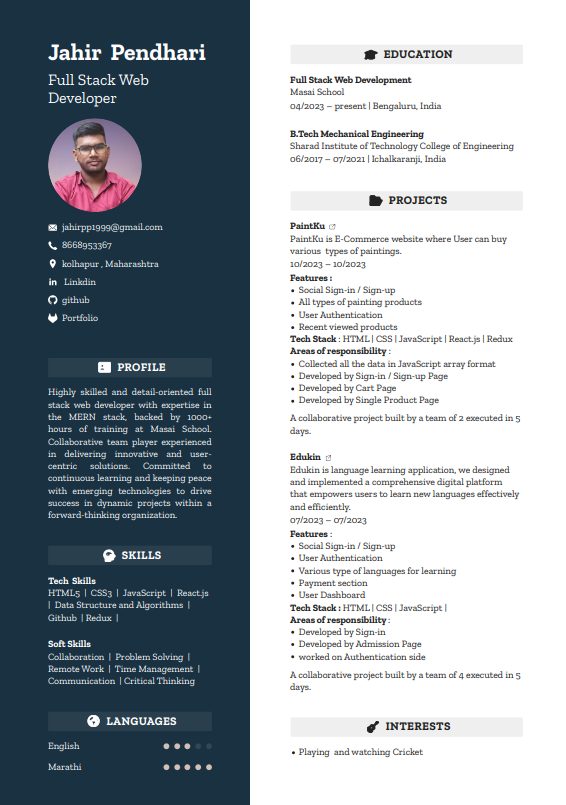 Jahir Pendhari
Full Stack Web
Developer
jahirpp1999@gmail.com
8668953367
kolhapur , Maharashtra
Linkdin
github
Portfolio
PROFILE
Highly skilled and detail-oriented full
stack web developer with expertise in
the MERN stack, backed by 1000+
hours of training at Masai School.
Collaborative team player experienced
in delivering innovative and user-
centric solutions. Committed to
continuous learning and keeping peace
with emerging technologies to drive
success in dynamic projects within a
forward-thinking organization.
SKILLS
Tech Skills
HTML5 | CSS3 | JavaScript | React.js
| Data Structure and Algorithms |
Github | Redux |
Soft Skills
Collaboration | Problem Solving |
Remote Work | Time Management |
Communication | Critical Thinking
LANGUAGES
English
Marathi
EDUCATION
Full Stack Web Development
Masai School
04/2023 – present | Bengaluru, India
B.Tech Mechanical Engineering
Sharad Institute of Technology College of Engineering
06/2017 – 07/2021 | Ichalkaranji, India
PROJECTS
PaintKu
PaintKu is E-Commerce website where User can buy
various types of paintings.
10/2023 – 10/2023
Features :
• Social Sign-in / Sign-up
• All types of painting products
• User Authentication
• Recent viewed products
Tech Stack : HTML | CSS | JavaScript | React.js | Redux
Areas of responsibility :
• Collected all the data in JavaScript array format
• Developed by Sign-in / Sign-up Page
• Developed by Cart Page
• Developed by Single Product Page
A collaborative project built by a team of 2 executed in 5
days.
Edukin
Edukin is language learning application, we designed
and implemented a comprehensive digital platform
that empowers users to learn new languages effectively
and efficiently.
07/2023 – 07/2023
Features :
• Social Sign-in / Sign-up
• User Authentication
• Various type of languages for learning
• Payment section
• User Dashboard
Tech Stack : HTML | CSS | JavaScript |
Areas of responsibility :
• Developed by Sign-in
• Developed by Admission Page
• worked on Authentication side
A collaborative project built by a team of 4 executed in 5
days.
INTERESTS
• Playing and watching Cricket